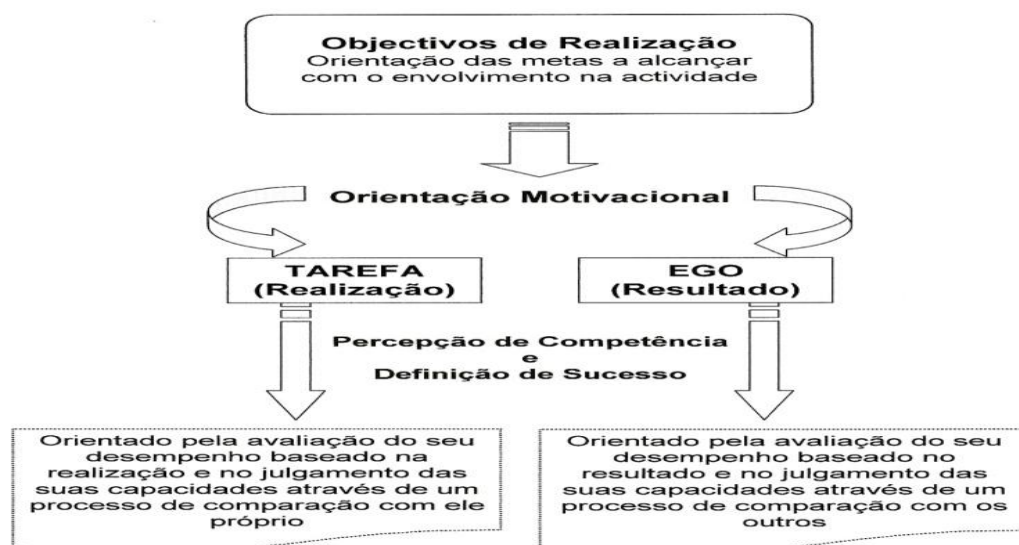 Objectivos de Realização
Orientação das metas a alcançar
com o envolvimento na actividade
Orientação Motivacional
TAREFA
(Realização)
EGO
(Resultado)
Percepção de Competência
e
Definição de Sucesso
Orientado pela avaliação do seu
desempenho baseado na
realização e no julgamento das
suas capacidades através de um
processo de comparação com ele
próprio
Orientado pela avaliação do seu
desempenho baseado no
resultado e no julgamento das
suas capacidades através de um
processo de comparação com os
outros